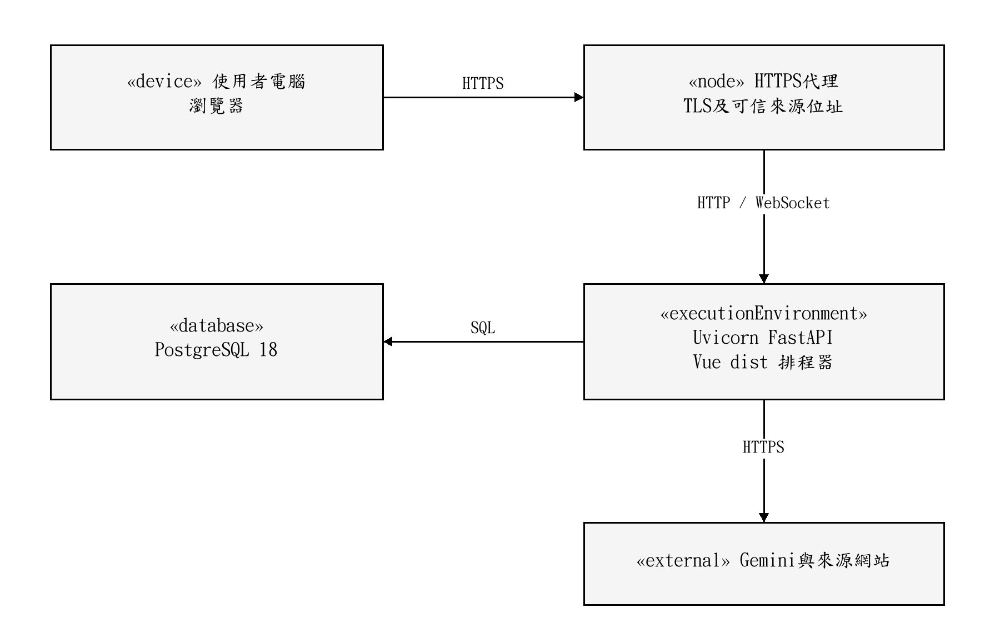 «device» 使用者電腦
瀏覽器
HTTPS
«node» HTTPS代理
TLS及可信來源位址
HTTP / WebSocket
«database»
PostgreSQL 18
SQL
«executionEnvironment»
Uvicorn FastAPI
Vue dist 排程器
HTTPS
«external» Gemini與來源網站